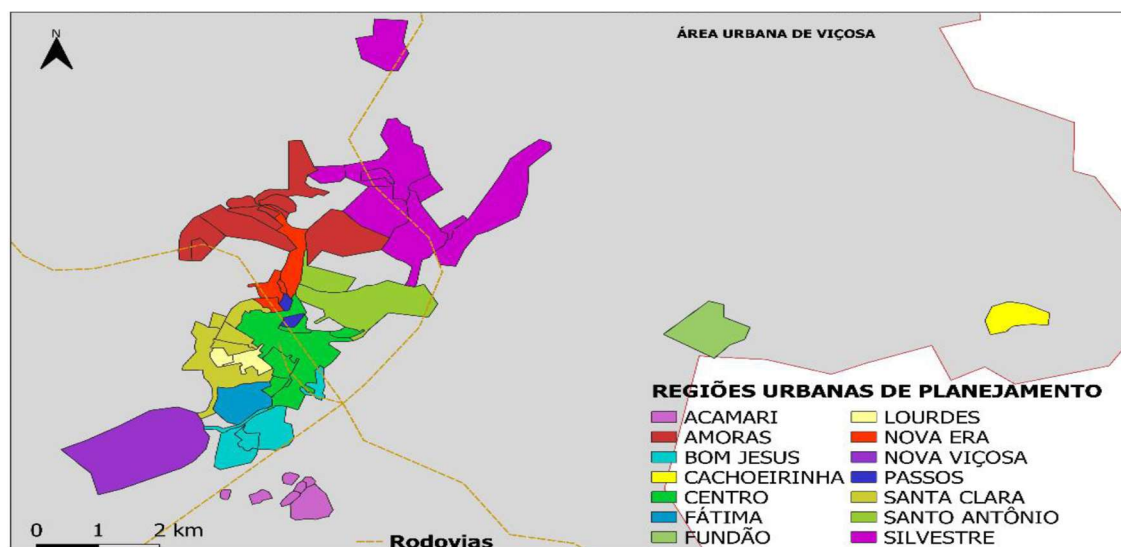 N
ÁREA URBANA DE VIÇOSA
REGIÕES URBANAS DE PLANEJAMENTO
ACAMARI
AMORAS
BOM JESUS
CACHOEIRINHA
CENTRO
FÁTIMA
FUNDÃO
LOURDES
NOVA ERA
NOVA VIÇOSA
PASSOS
SANTA CLARA
SANTO ANTÔNIO
SILVESTRE
0 1 2 km
Rodovias